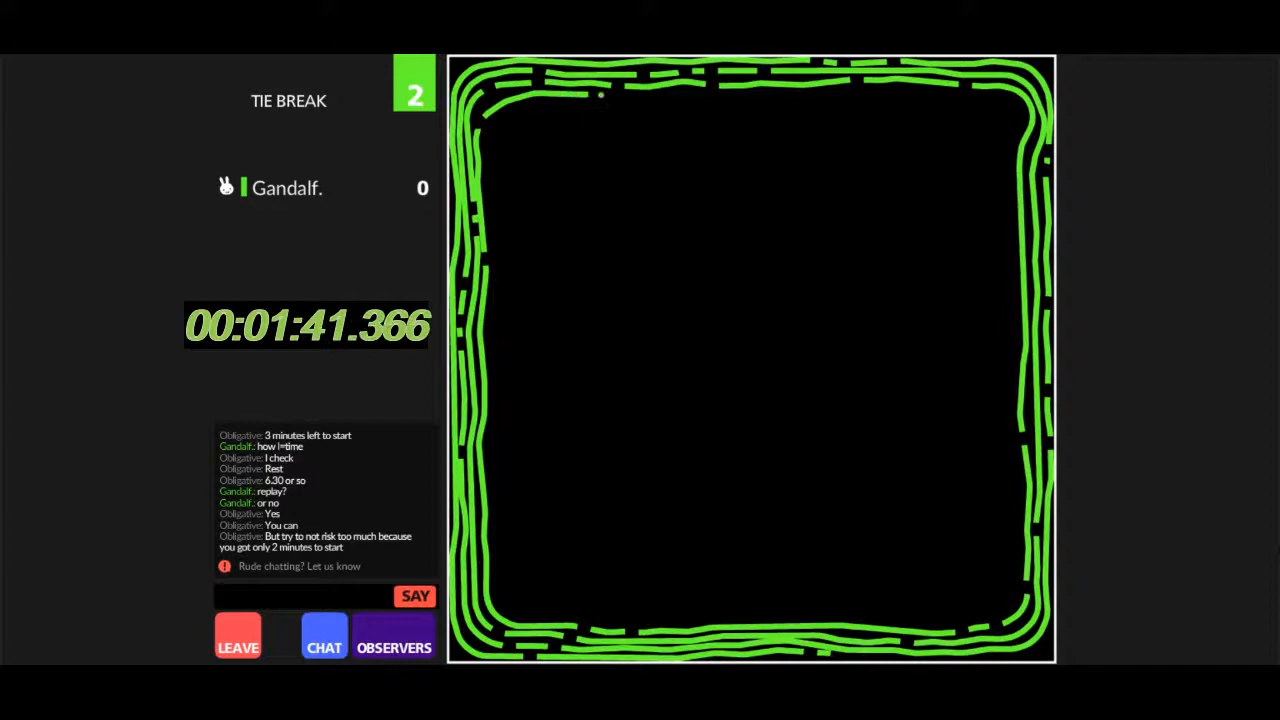 TIE BREAK
2
Gandalf.
0
00:01:41.366
Obligative: 3 minutes left to start
Gandalf.: how l=time
Obligative: I check
Obligative: Rest
Obligative: 6.30 or so
Gandalf.: replay?
Gandalf.: or no
Obligative: Yes
Obligative: You can
Obligative: But try to not risk too much because
you got only 2 minutes to start
! Rude chatting? Let us know
SAY
LEAVE
CHAT
OBSERVERS